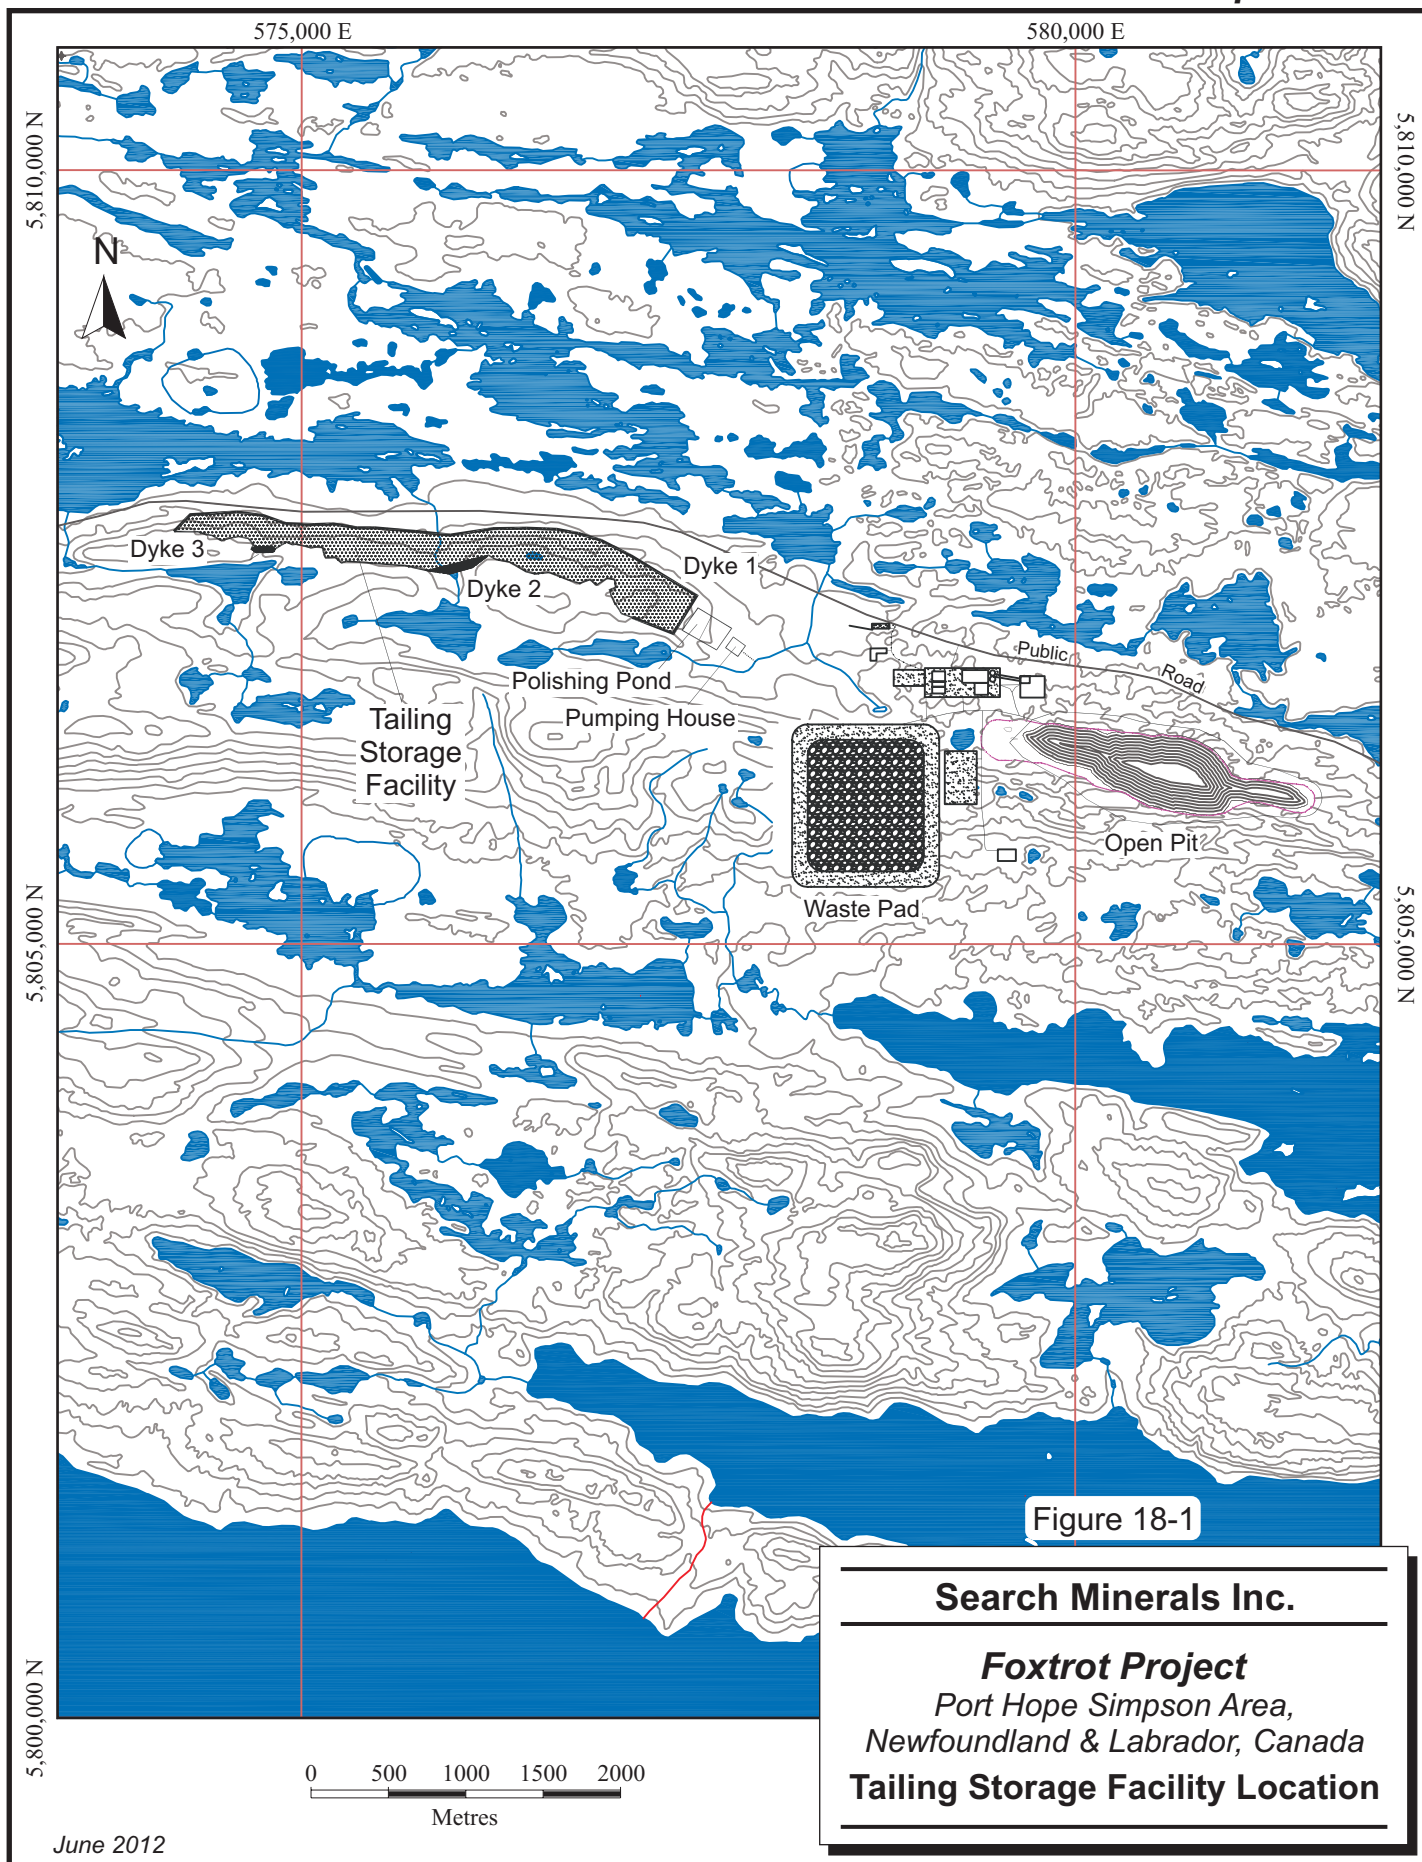 575,000 E
580,000 E
5,810,000 N
5,810,000 N
N
Dyke 3
Dyke 2
Dyke 1
Public
Road
Polishing Pond
Pumping House
Tailing
Storage
Facility
Open Pit
Waste Pad
5,805,000 N
5,805,000 N
Figure 18-1
Search Minerals Inc.
Foxtrot Project
Port Hope Simpson Area,
Newfoundland & Labrador, Canada
Tailing Storage Facility Location
5,800,000 N
0 500 1000 1500 2000
Metres
June 2012